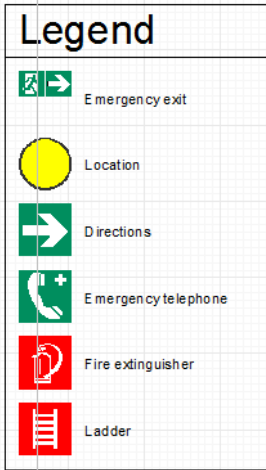 Legend
Emergency exit
Location
Directions
Emergency telephone
Fire extinguisher
Ladder